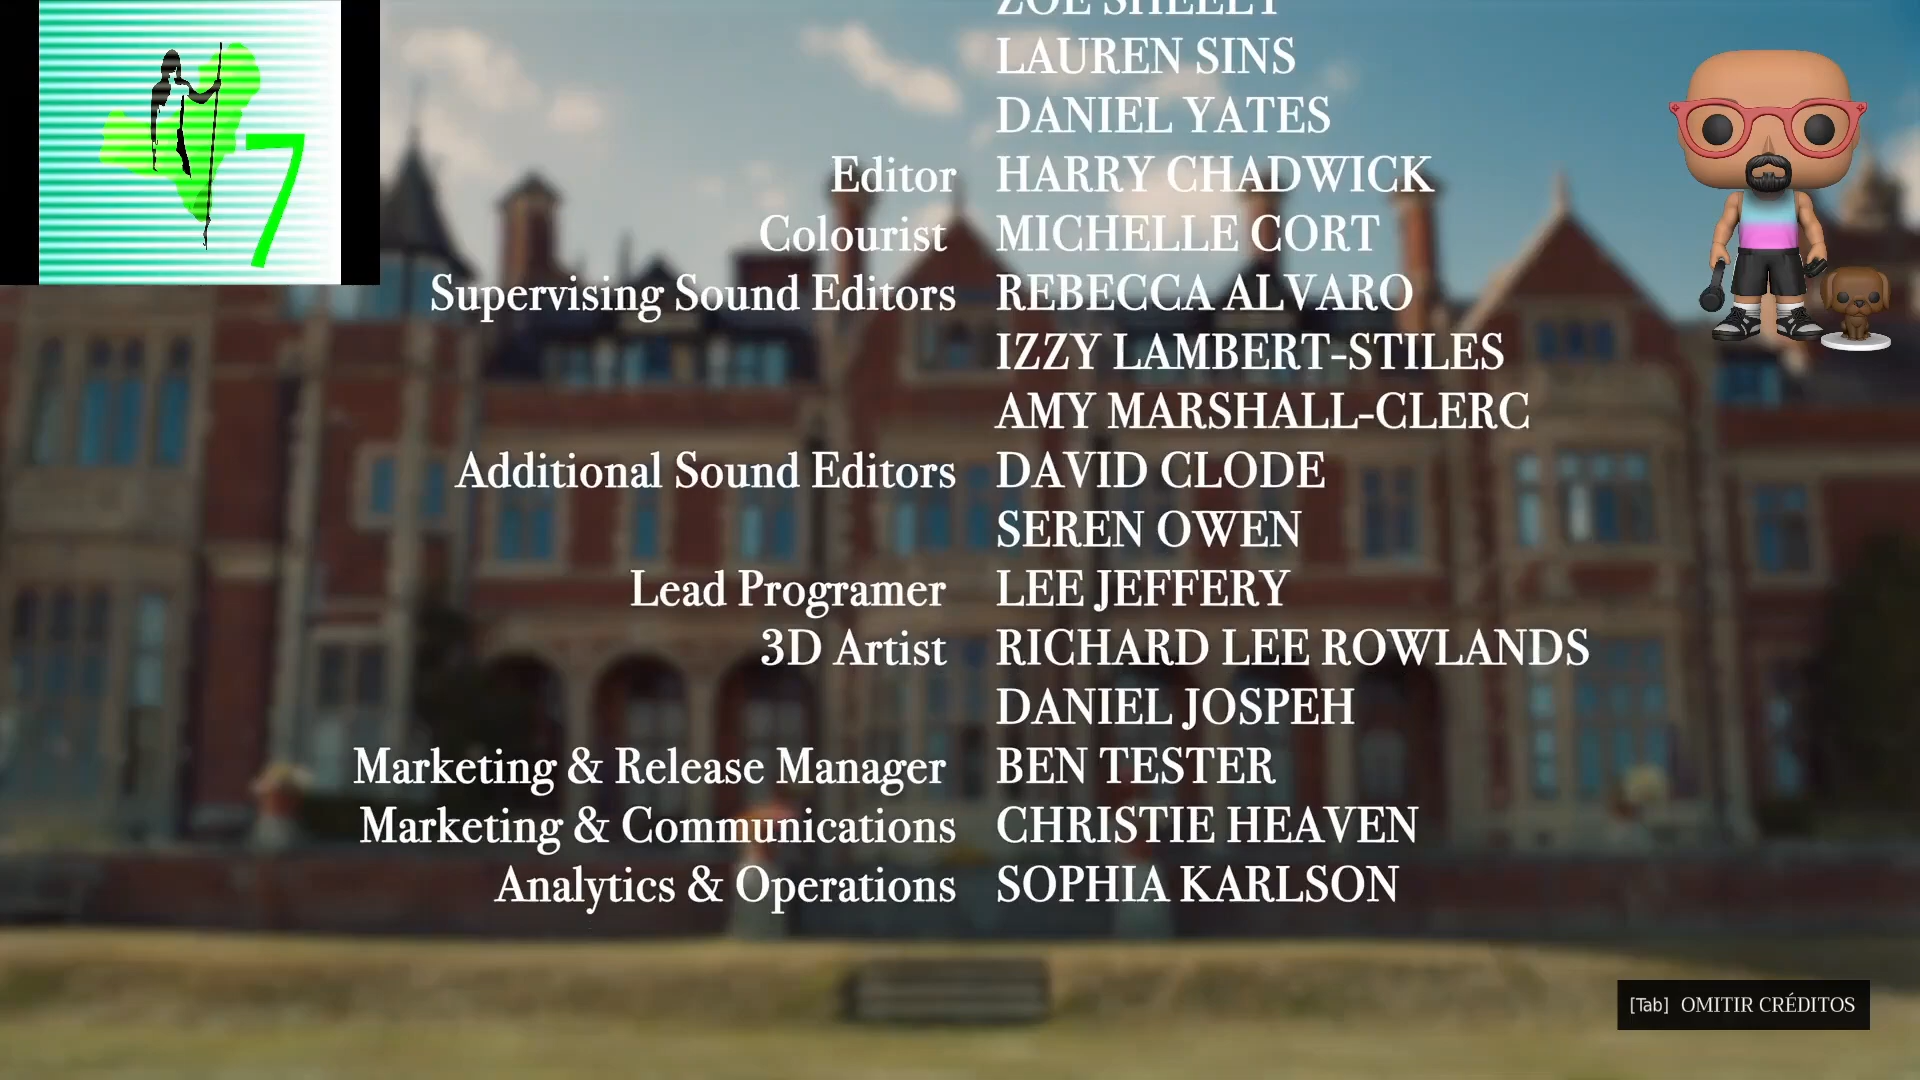 LAUREN SINS
DANIEL YATES
Editor HARRY CHADWICK
Colourist MICHELLE CORT
Supervising Sound Editors REBECCA ALVARO
IZZY LAMBERT-STILES
AMY MARSHALL-CLERC
Additional Sound Editors DAVID CLODE
SEREN OWEN
Lead Programer LEE JEFFERY
3D Artist RICHARD LEE ROWLANDS
DANIEL JOSPEH
Marketing & Release Manager BEN TESTER
Marketing & Communications CHRISTIE HEAVEN
Analytics & Operations SOPHIA KARLSON
7
[Tab] OMITIR CRÉDITOS